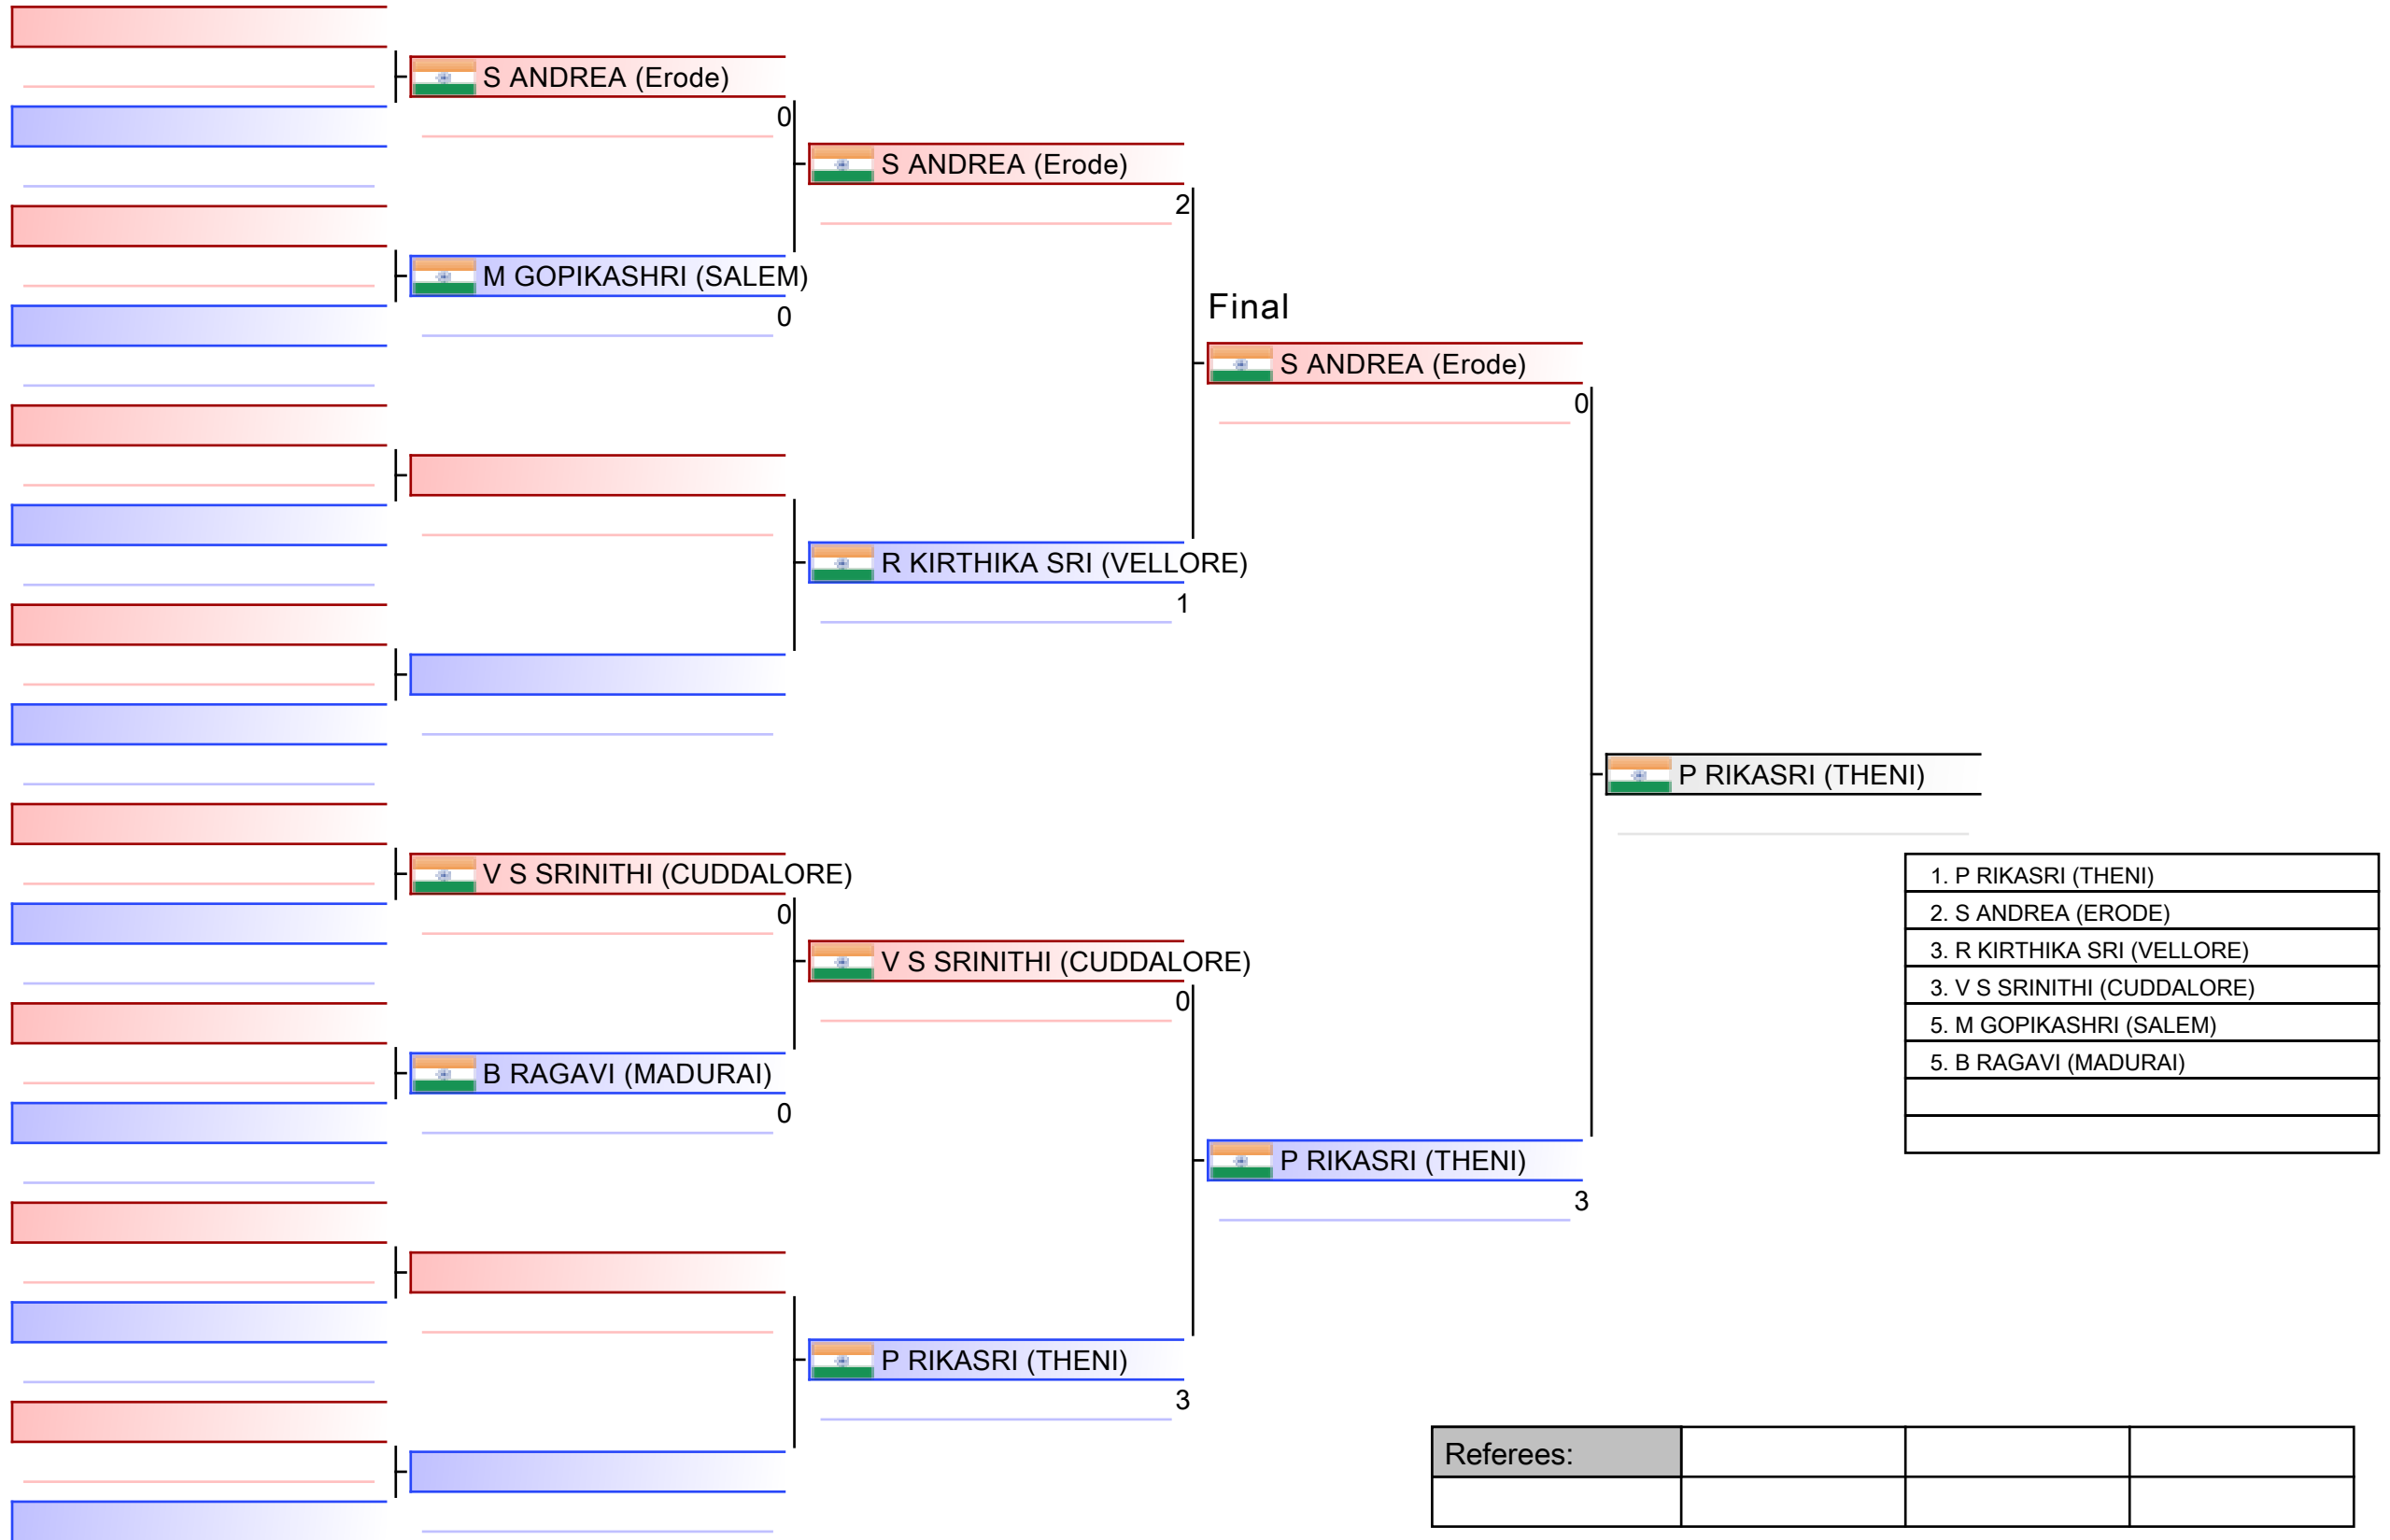 S ANDREA (Erode)
0
S ANDREA (Erode)
2
M GOPIKASHRI (SALEM)
0
Final
S ANDREA (Erode)
0
R KIRTHIKA SRI (VELLORE)
1
P RIKASRI (THENI)
V S SRINITHI (CUDDALORE)
0
V S SRINITHI (CUDDALORE)
0
B RAGAVI (MADURAI)
0
P RIKASRI (THENI)
3
P RIKASRI (THENI)
3
1. P RIKASRI (THENI)
2. S ANDREA (ERODE)
3. R KIRTHIKA SRI (VELLORE)
3. V S SRINITHI (CUDDALORE)
5. M GOPIKASHRI (SALEM)
5. B RAGAVI (MADURAI)
Referees: